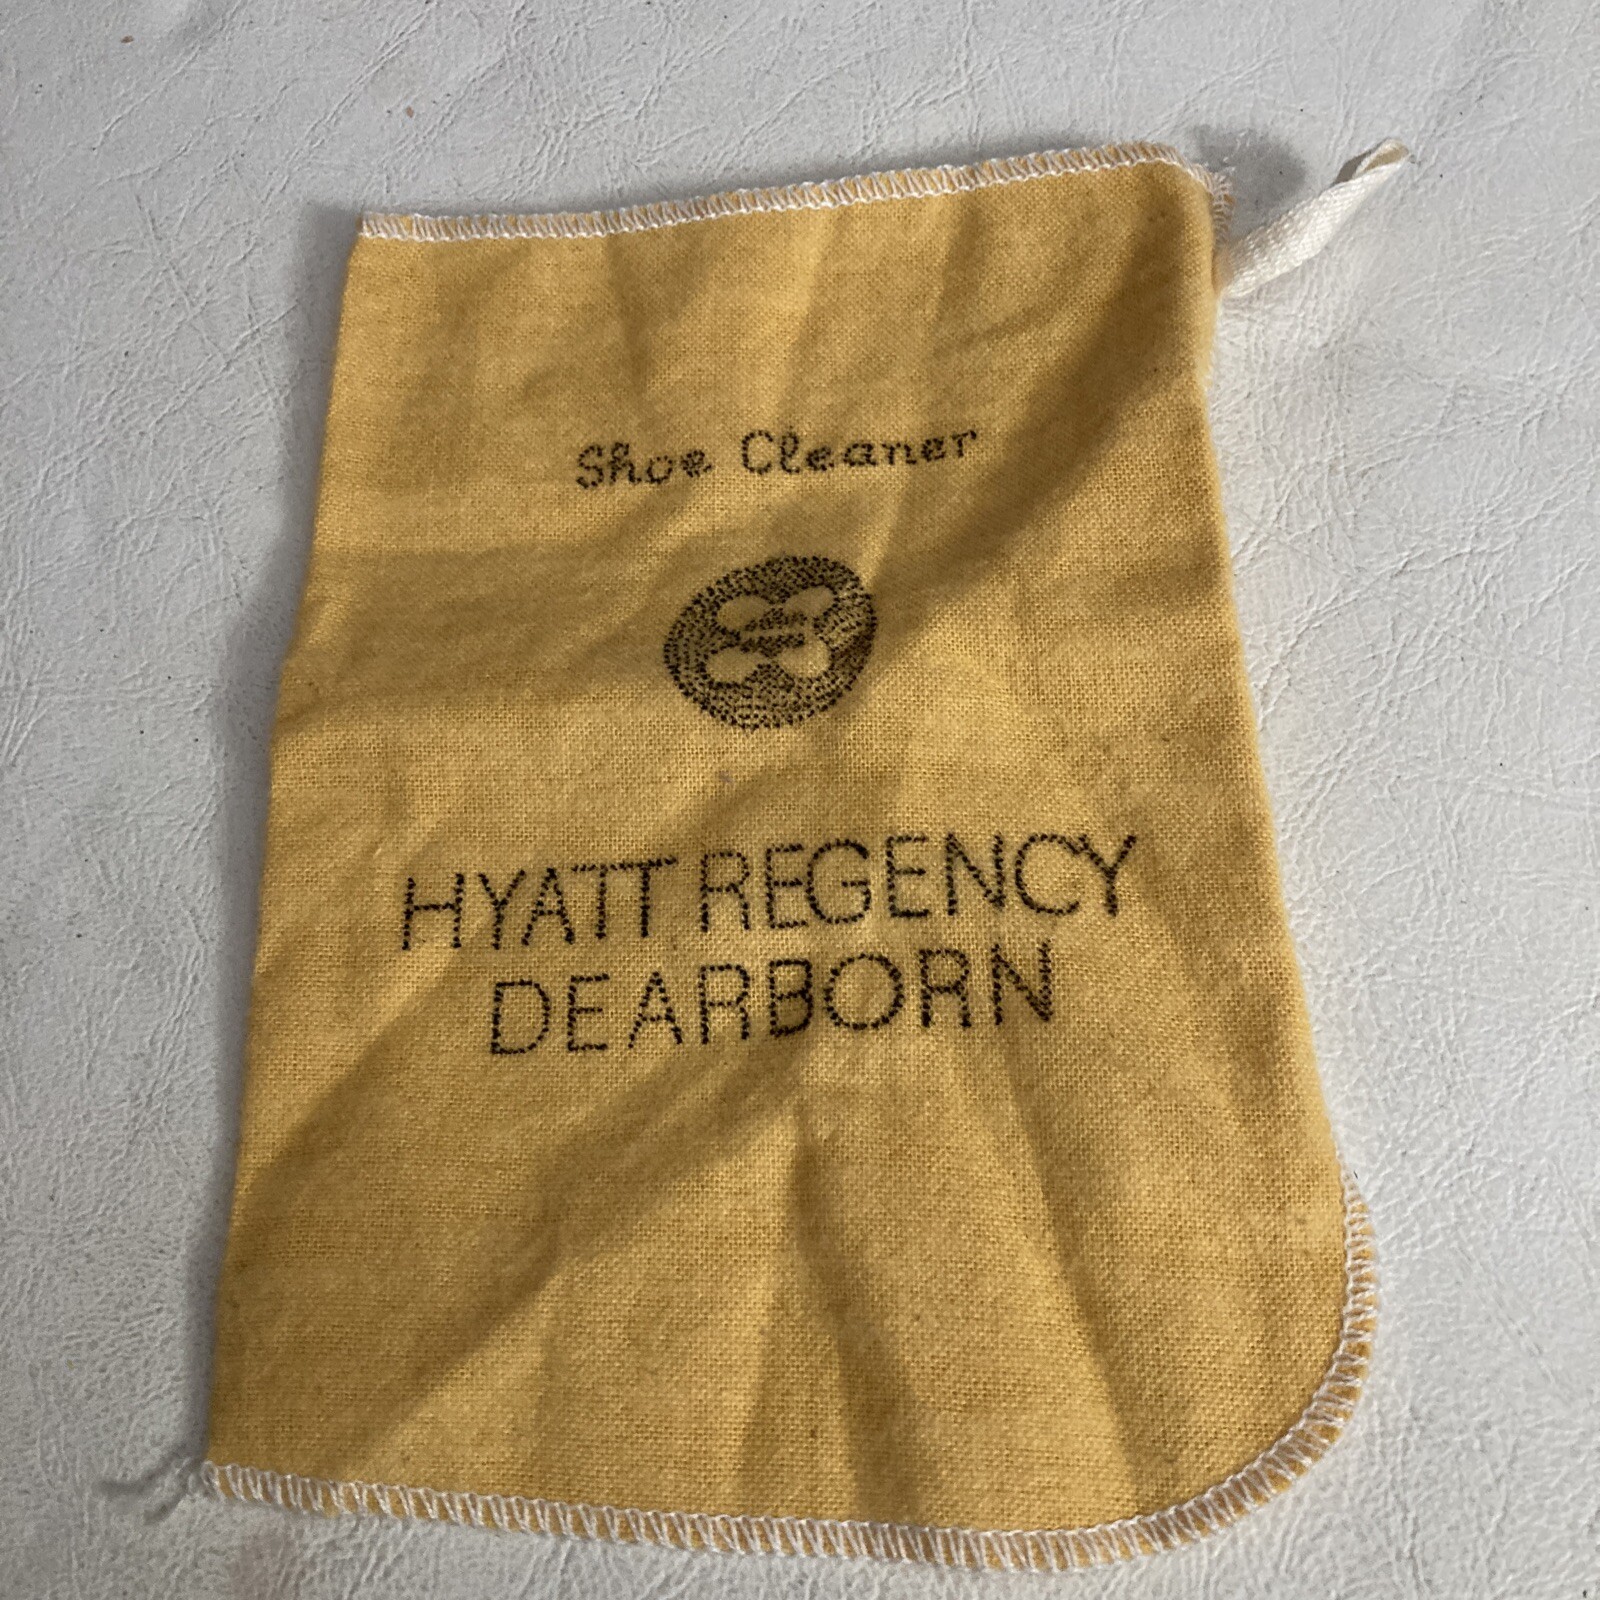 Shoe Cleaner
HYATT REGENCY
DEARBORN